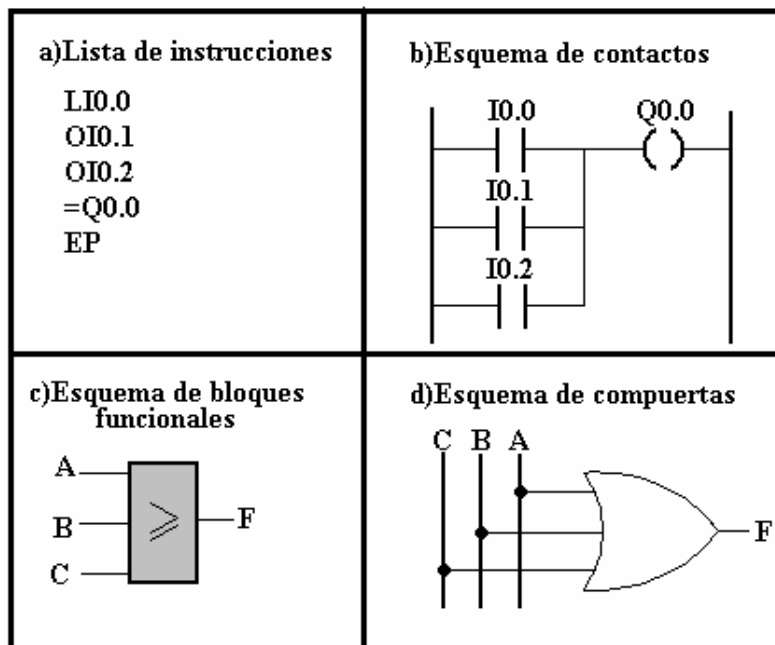 a)Lista de instrucciones
LI0.0
OI0.1
OI0.2
=Q0.0
EP
b)Esquema de contactos
I0.0 Q0.0
I0.1
I0.2
c)Esquema de bloques
funcionales
A
B
C
≥
F
d)Esquema de compuertas
C B A
F